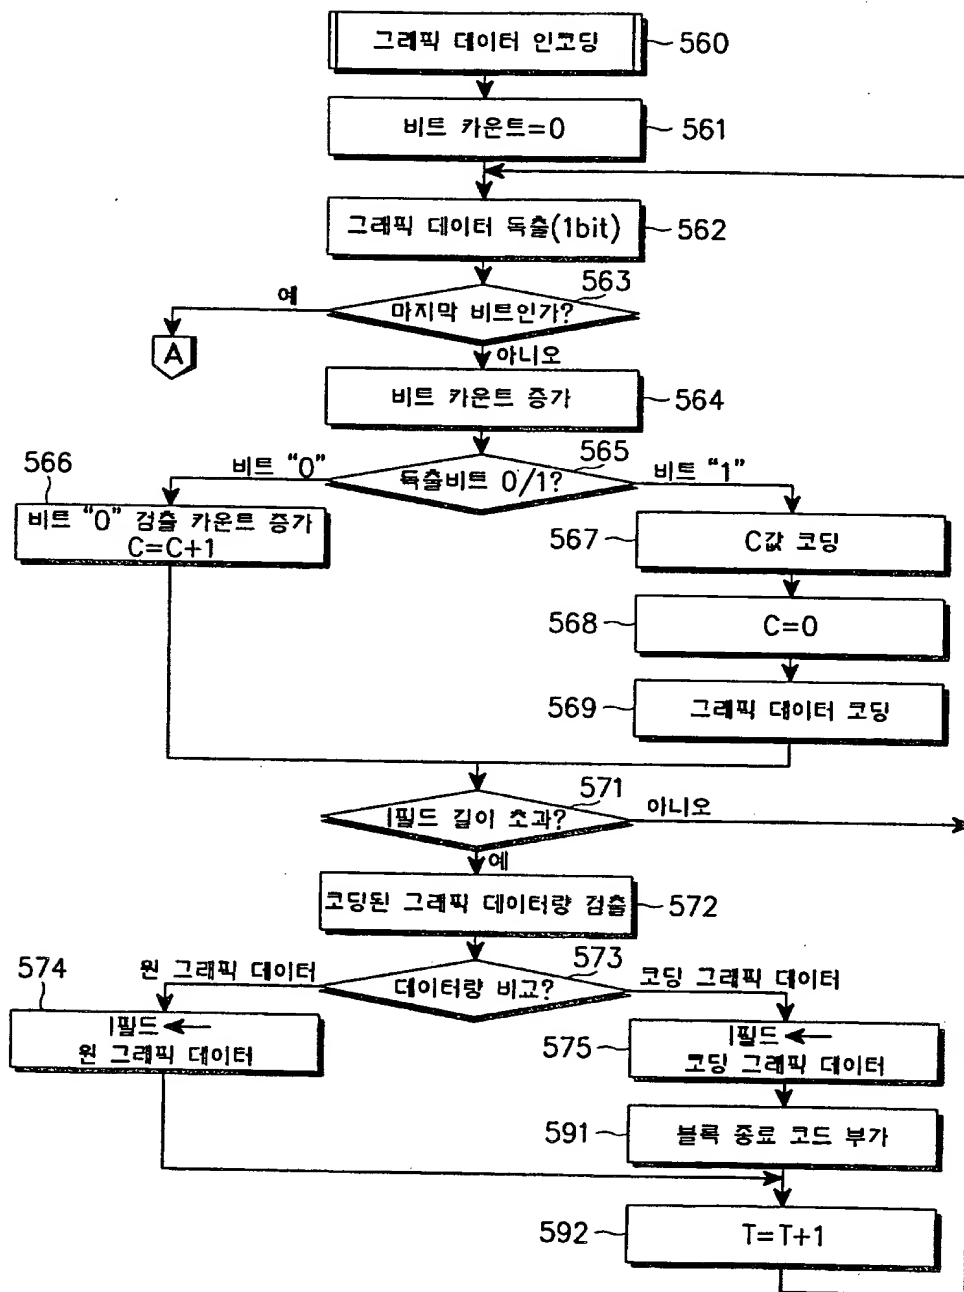 그래픽 데이터 인코딩
560
비트 카운트=0
561
그래픽 데이터 독출(1bit)
562
563
예
마지막 비트인가?
A
아니오
비트 카운트 증가
564
565
566
비트 “0”
독출비트 0/1?
비트 “1”
비트 “0” 검출 카운트 증가
C=C+1
567
C값 코딩
568
C=0
569
그래픽 데이터 코딩
571
I필드 길이 초과?
아니오
예
코딩된 그래픽 데이터량 검출
572
573
574
원 그래픽 데이터
데이터량 비교?
코딩 그래픽 데이터
I필드 ←
원 그래픽 데이터
575
I필드 ←
코딩 그래픽 데이터
591
블록 종료 코드 부가
592
T=T+1